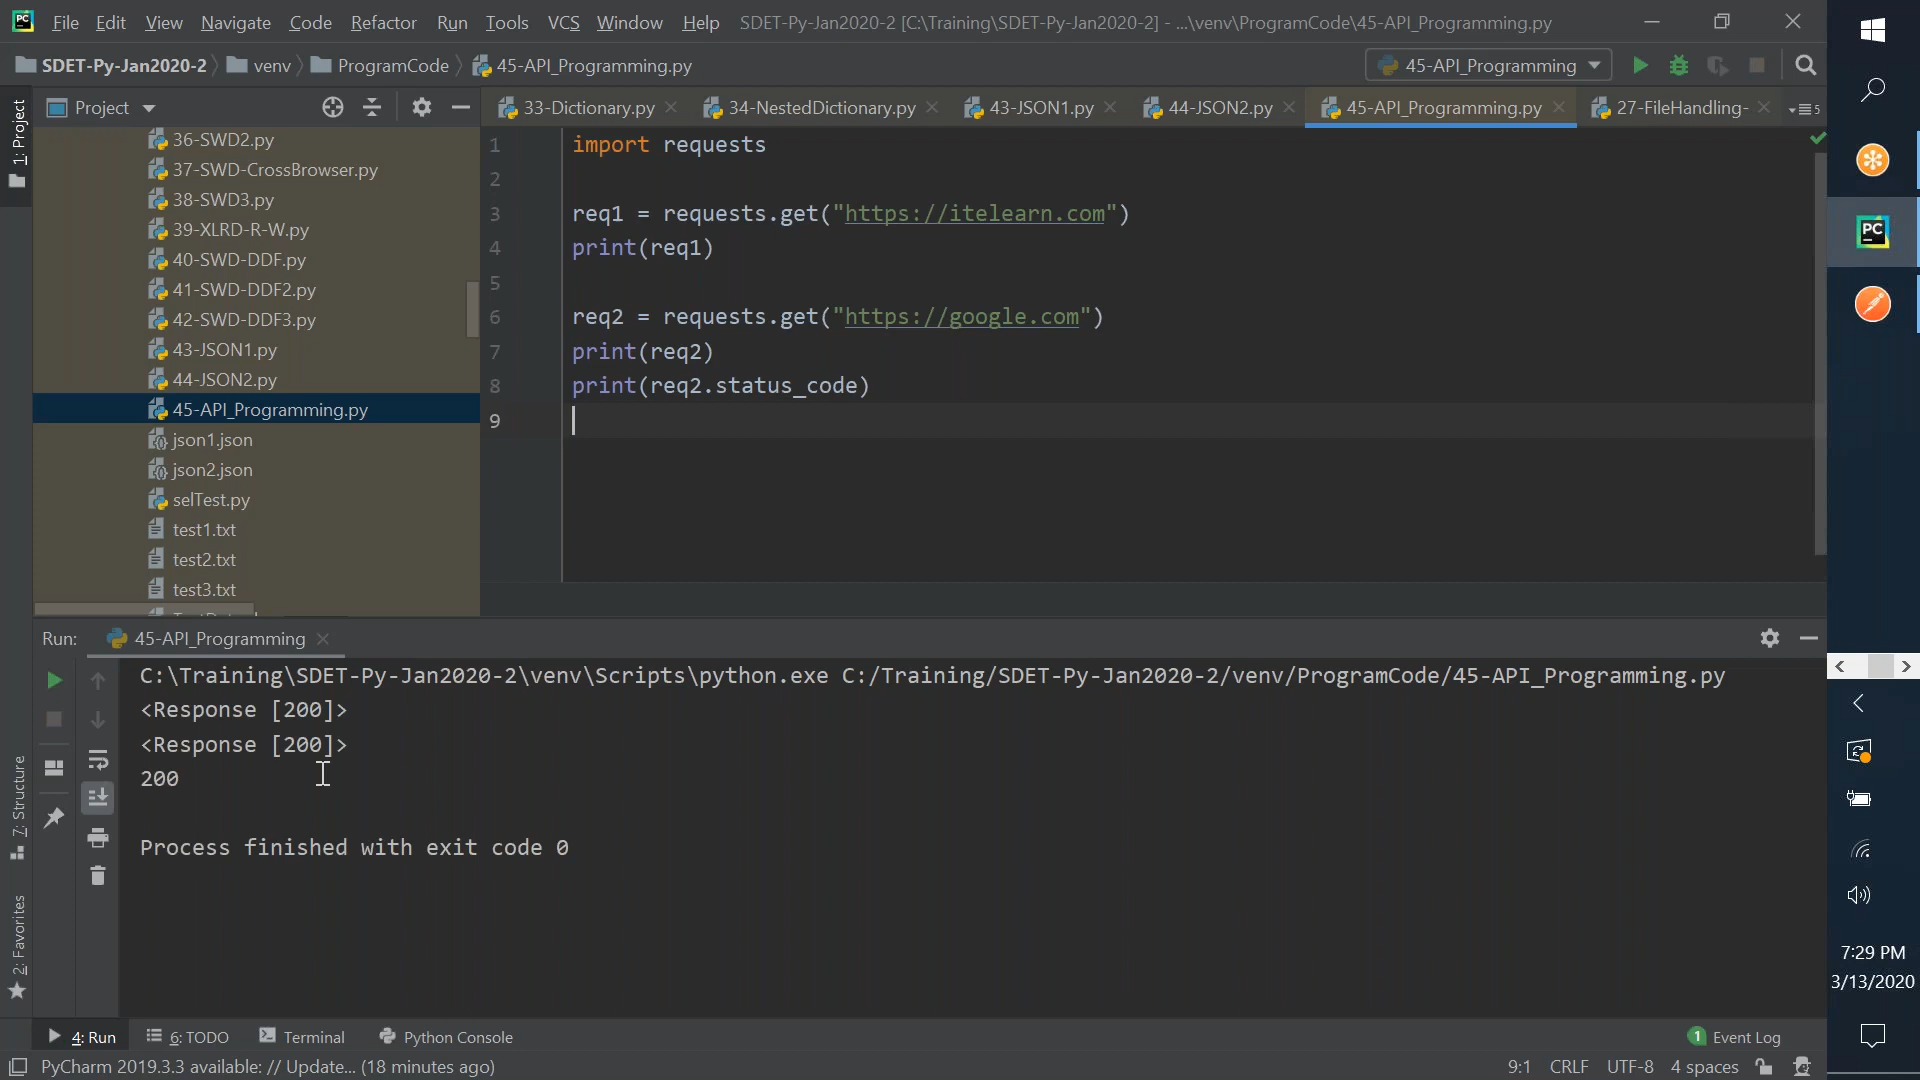 File Edit View Navigate Code Refactor Run Tools VCS Window Help SDET-Py-Jan2020-2 [C:\Training\SDET-Py-Jan2020-2] - ...\venv\ProgramCode\45-API_Programming.py
SDET-Py-Jan2020-2 venv ProgramCode 45-API_Programming.py 45-API_Programming
1: Project
Project
33-Dictionary.py 34-NestedDictionary.py 43-JSON1.py 44-JSON2.py 45-API_Programming.py 27-FileHandling- 5
36-SWD2.py
37-SWD-CrossBrowser.py
38-SWD3.py
39-XLRD-R-W.py
40-SWD-DDF.py
41-SWD-DDF2.py
42-SWD-DDF3.py
43-JSON1.py
44-JSON2.py
45-API_Programming.py
json1.json
json2.json
selTest.py
test1.txt
test2.txt
test3.txt
1 import requests
2
3 req1 = requests.get("https://itelearn.com")
4 print(req1)
5
6 req2 = requests.get("https://google.com")
7 print(req2)
8 print(req2.status_code)
9
PC
Run: 45-API_Programming
C:\Training\SDET-Py-Jan2020-2\venv\Scripts\python.exe C:/Training/SDET-Py-Jan2020-2/venv/ProgramCode/45-API_Programming.py
<Response [200]>
<Response [200]>
200
Process finished with exit code 0
7: Structure
2: Favorites
4: Run 6: TODO Terminal Python Console 1 Event Log
PyCharm 2019.3.3 available: // Update... (18 minutes ago) 9:1 CRLF UTF-8 4 spaces
7:29 PM
3/13/2020